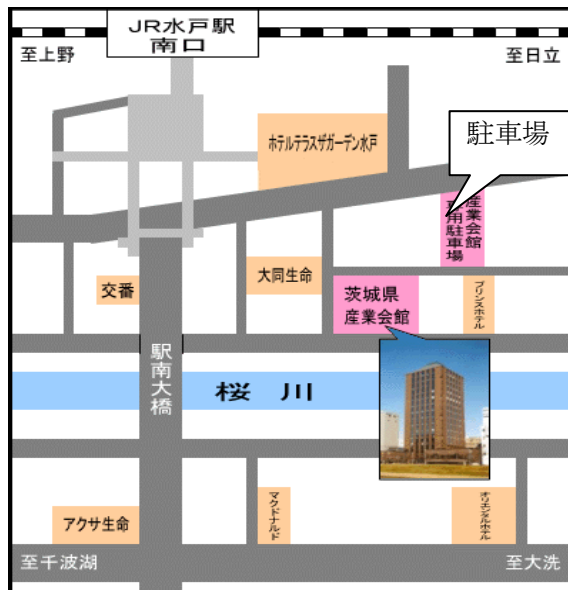 JR水戸駅
南口
至上野
至日立
ホテルテラスザガーデン水戸
駐車場
産業会館
用駐車場
交番
大同生命
茨城県
産業会館
プリンスホテル
駅南大橋
桜川
アクサ生命
マクドナルド
オリエンタルホテル
至千波湖
至大洗